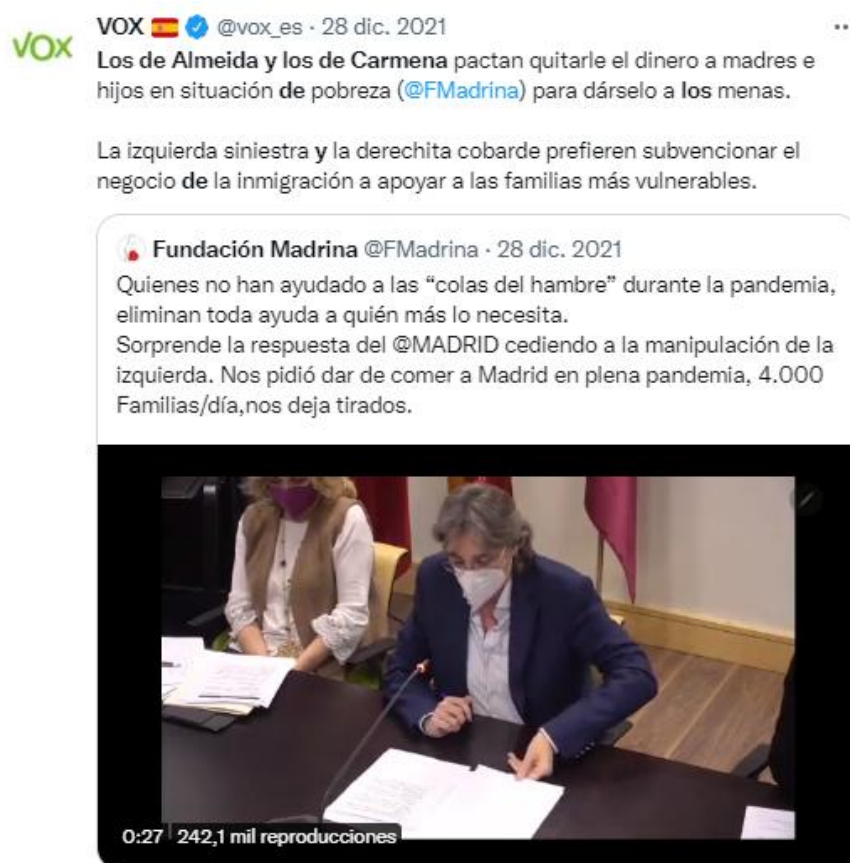 VOX
VOX @vox_es · 28 dic. 2021
Los de Almeida y los de Carmena pactan quitarle el dinero a madres e
hijos en situación de pobreza (@FMadrina) para dárselo a los menas.
La izquierda siniestra y la derechita cobarde prefieren subvencionar el
negocio de la inmigración a apoyar a las familias más vulnerables.
Fundación Madrina @FMadrina · 28 dic. 2021
Quienes no han ayudado a las “colas del hambre” durante la pandemia,
eliminan toda ayuda a quién más lo necesita.
Sorprende la respuesta del @MADRID cediendo a la manipulación de la
izquierda. Nos pidió dar de comer a Madrid en plena pandemia, 4.000
Familias/día,nos deja tirados.
0:27 242,1 mil reproducciones